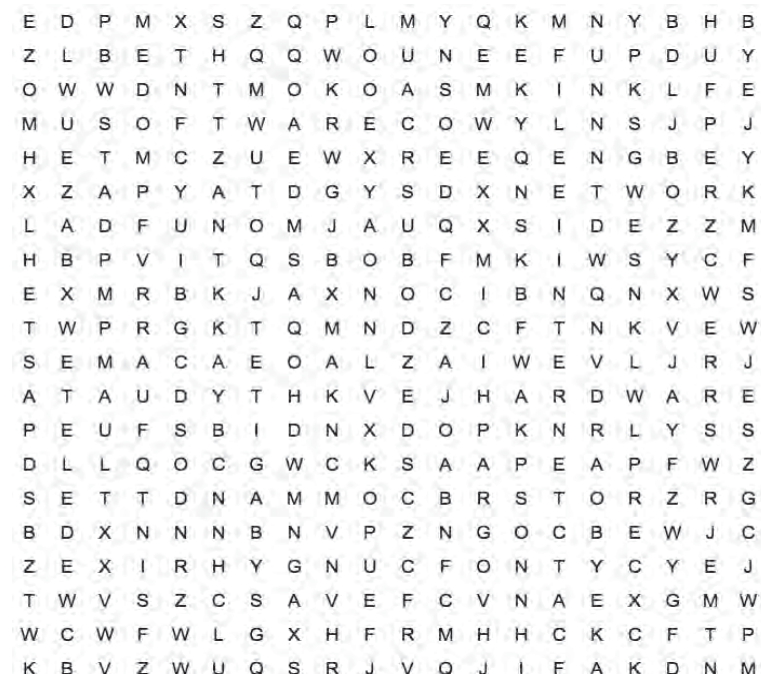 E D P M X S Z Q P L M Y Q K M N Y B H B
Z L B E T H Q Q W O U N E E F U P D U Y
O W W D N T M O K O A S M K I N K L F E
M U S O F T W A R E C O W Y L N S J P J
H E T M C Z U E W X R E E Q E N G B E Y
X Z A P Y A T D G Y S D X N E T W O R K
L A D F U N O M J A U Q X S I D E Z Z M
H B P V I T Q S B O B F M K I W S Y C F
E X M R B K J A X N O C I B N Q N X W S
T W P R G K T Q M N D Z C F T N K V E W
S E M A C A E O A L Z A I W E V L J R J
A T A U D Y T H K V E J H A R D W A R E
P E U F S B I D N X D O P K N R L Y S S
D L L Q O C G W C K S A A P E A P F W Z
S E T T D N A M M O C B R S T O R Z R G
B D X N N N B N V P Z N G O C B E W J C
Z E X I R H Y G N U C F O N T Y C Y E J
T W V S Z C S A V E F C V N A E X G M W
W C W F W L G X H F R M H H C K C F T P
K B V Z W U Q S R J V Q J I F A K D N M